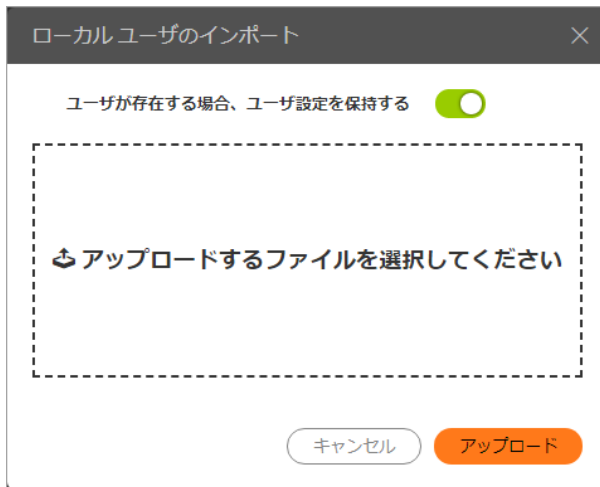 ローカル ユーザのインポート
ユーザが存在する場合、ユーザ設定を保持する
アップロードするファイルを選択してください
キャンセル
アップロード